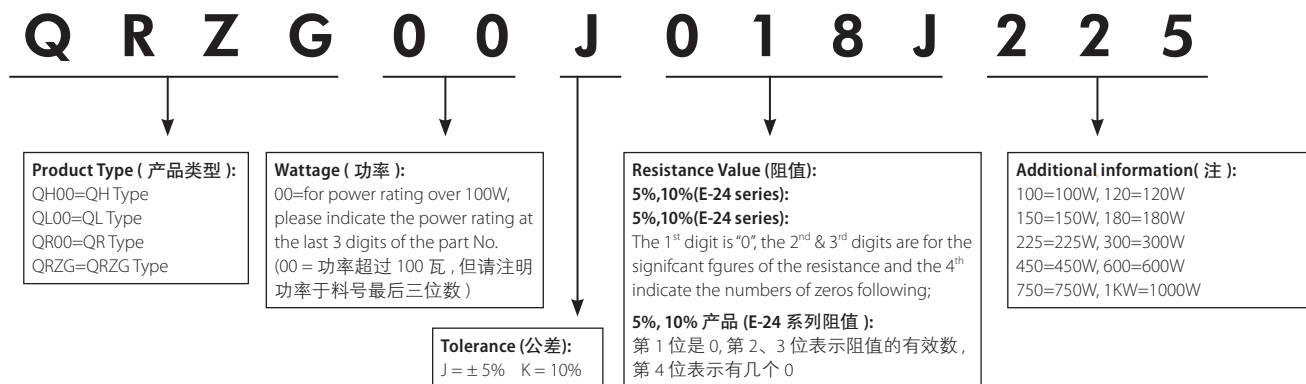 QRZG00J018J225
Product Type ( 产品类型 ):
QH00=QH Type
QL00=QL Type
QR00=QR Type
QRZG=QRZG Type
Wattage ( 功率 ):
00=for power rating over 100W,
please indicate the power rating at
the last 3 digits of the part No.
(00 = 功率超过 100 瓦 , 但请注明
功率于料号最后三位数 )
Tolerance (公差):
J = ± 5% K = 10%
Resistance Value (阻值):
5%,10%(E-24 series):
5%,10%(E-24 series):
The 1st digit is "0", the 2nd & 3rd digits are for the
signifcant fgures of the resistance and the 4th
indicate the numbers of zeros following;
5%, 10% 产品 (E-24 系列阻值 ):
第 1 位是 0, 第 2、3 位表示阻值的有效数 ,
第 4 位表示有几个 0
Additional information( 注 ):
100=100W, 120=120W
150=150W, 180=180W
225=225W, 300=300W
450=450W, 600=600W
750=750W, 1KW=1000W